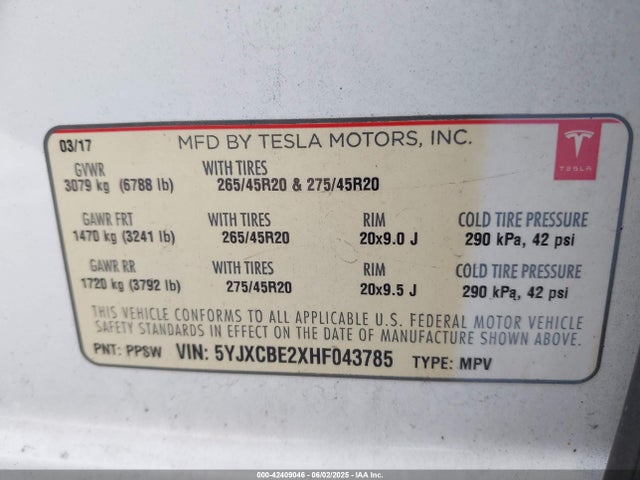 03/17 MFD BY TESLA MOTORS, INC.
TESLA
GVWR WITH TIRES
3079 kg (6788 lb) 265/45R20 & 275/45R20
GAWR FRT WITH TIRES RIM COLD TIRE PRESSURE
1470 kg (3241 lb) 265/45R20 20x9.0 J 290 kPa, 42 psi
GAWR RR WITH TIRES RIM COLD TIRE PRESSURE
1720 kg (3792 lb) 275/45R20 20x9.5 J 290 kPa, 42 psi
THIS VEHICLE CONFORMS TO ALL APPLICABLE U.S. FEDERAL MOTOR VEHICLE
SAFETY STANDARDS IN EFFECT ON THE DATE OF MANUFACTURE SHOWN ABOVE.
PNT: PPSW VIN: 5YJXCBE2XHF043785 TYPE: MPV
000-42409046 - 06/02/2025 - IAAI Inc.